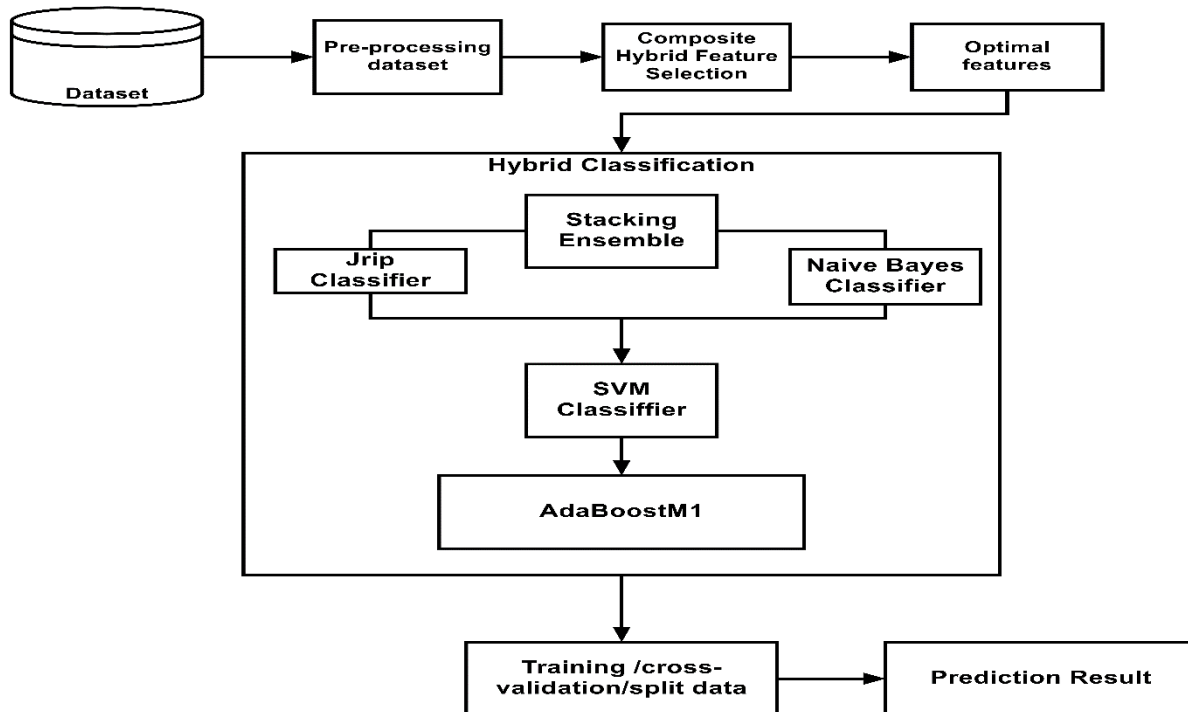 Dataset
Pre-processing
dataset
Composite
Hybrid Feature
Selection
Optimal
features
Hybrid Classification
Stacking
Ensemble
Jrip
Classifier
Naive Bayes
Classifier
SVM
Classiffier
AdaBoostM1
Training /cross-
validation/split data
Prediction Result